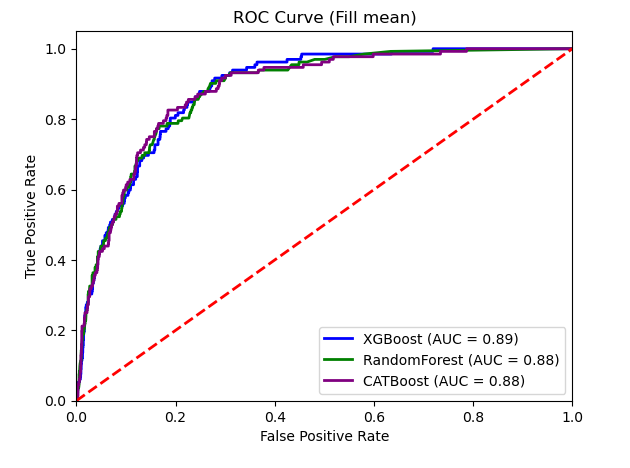 ROC Curve (Fill mean)
True Positive Rate
1.0
0.8
0.6
0.4
0.2
0.0
XGBoost (AUC = 0.89)
RandomForest (AUC = 0.88)
CATBoost (AUC = 0.88)
0.0 0.2 0.4 0.6 0.8 1.0
False Positive Rate